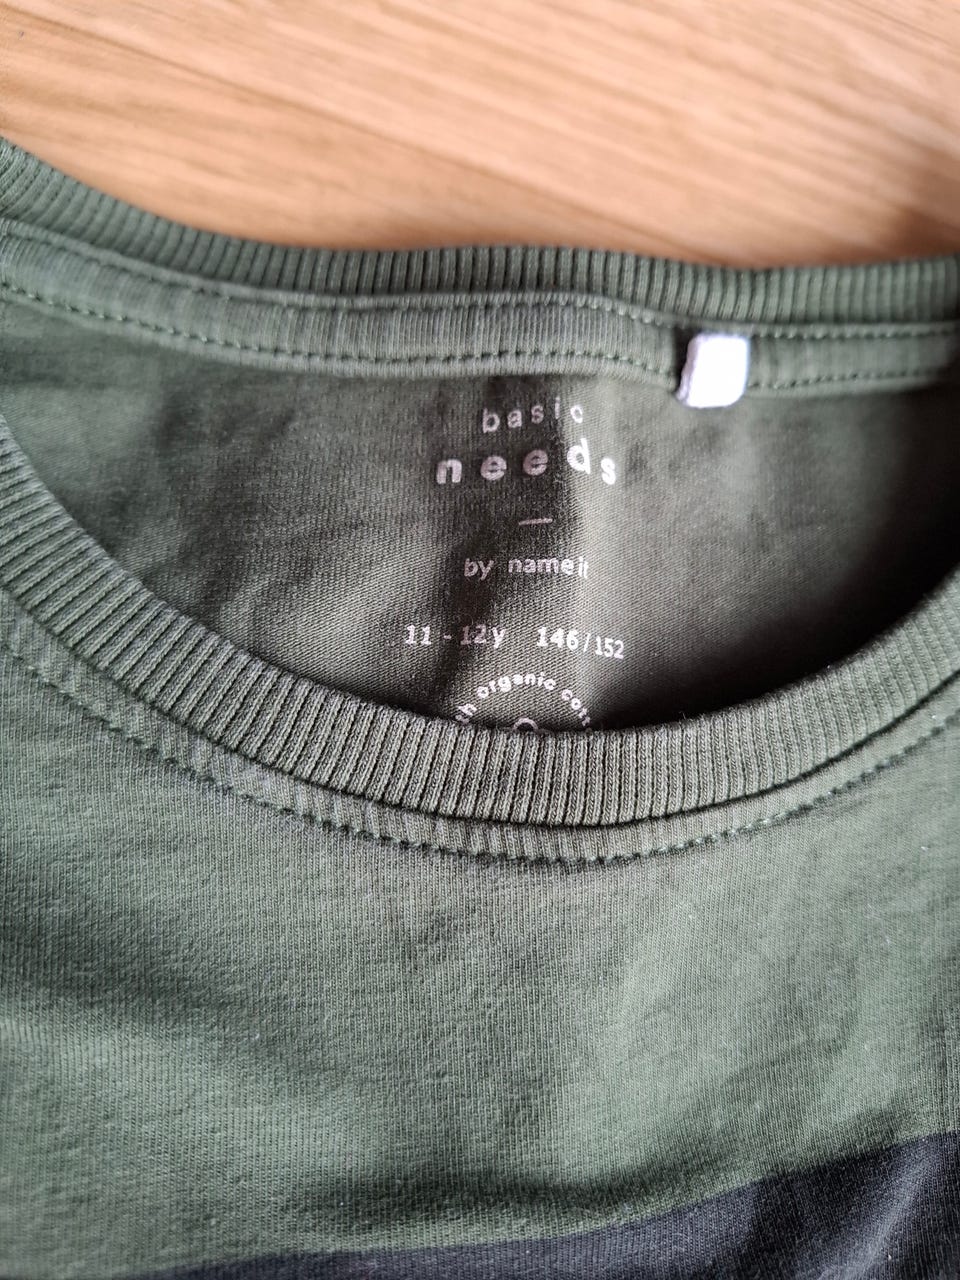 basic
needs
—
by name it
11 - 12y 146/152
organic